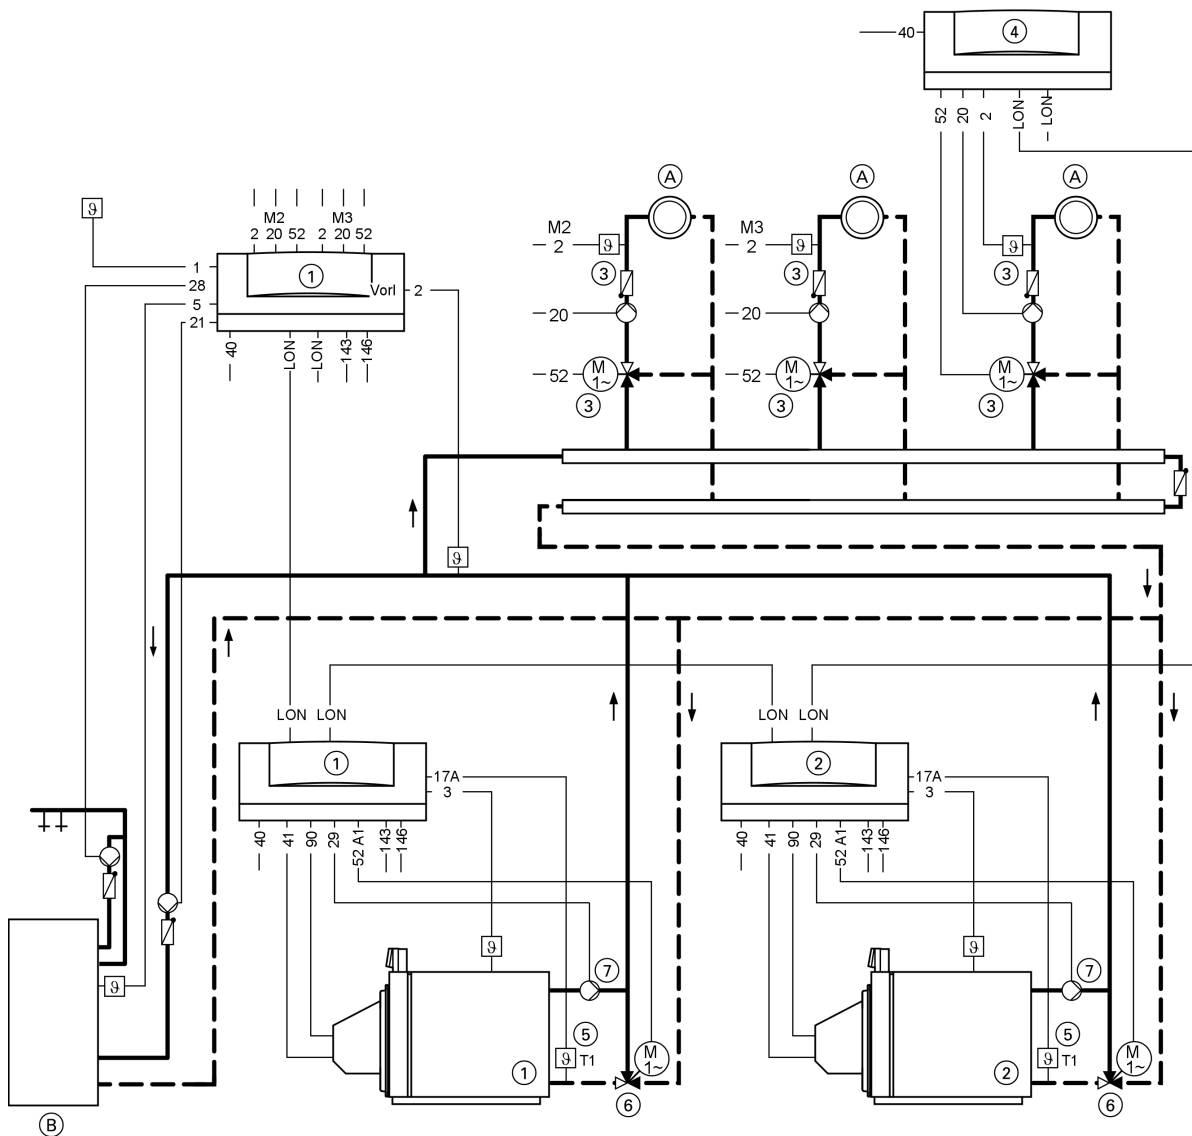 40
④
52 20 2 LON LON
Ⓐ Ⓐ Ⓐ
ϑ
M2 M3
2 20 52 2 20 52
①
Vorl
1
28
5
21
2
40 LON LON 143 146
M2
2 ϑ
③
20
52 M 1~
③
M3
2 ϑ
③
20
52 M 1~
③
ϑ
③
M 1~
③
ϑ
LON LON
①
17A
3
40 41 90 29 52 A1 143 146
LON LON
②
17A
3
40 41 90 29 52 A1 143 146
ϑ
ϑ
⑦
⑤
ϑ T1
M 1~
①
⑥
ϑ
⑦
⑤
ϑ T1
M 1~
②
⑥
Ⓑ